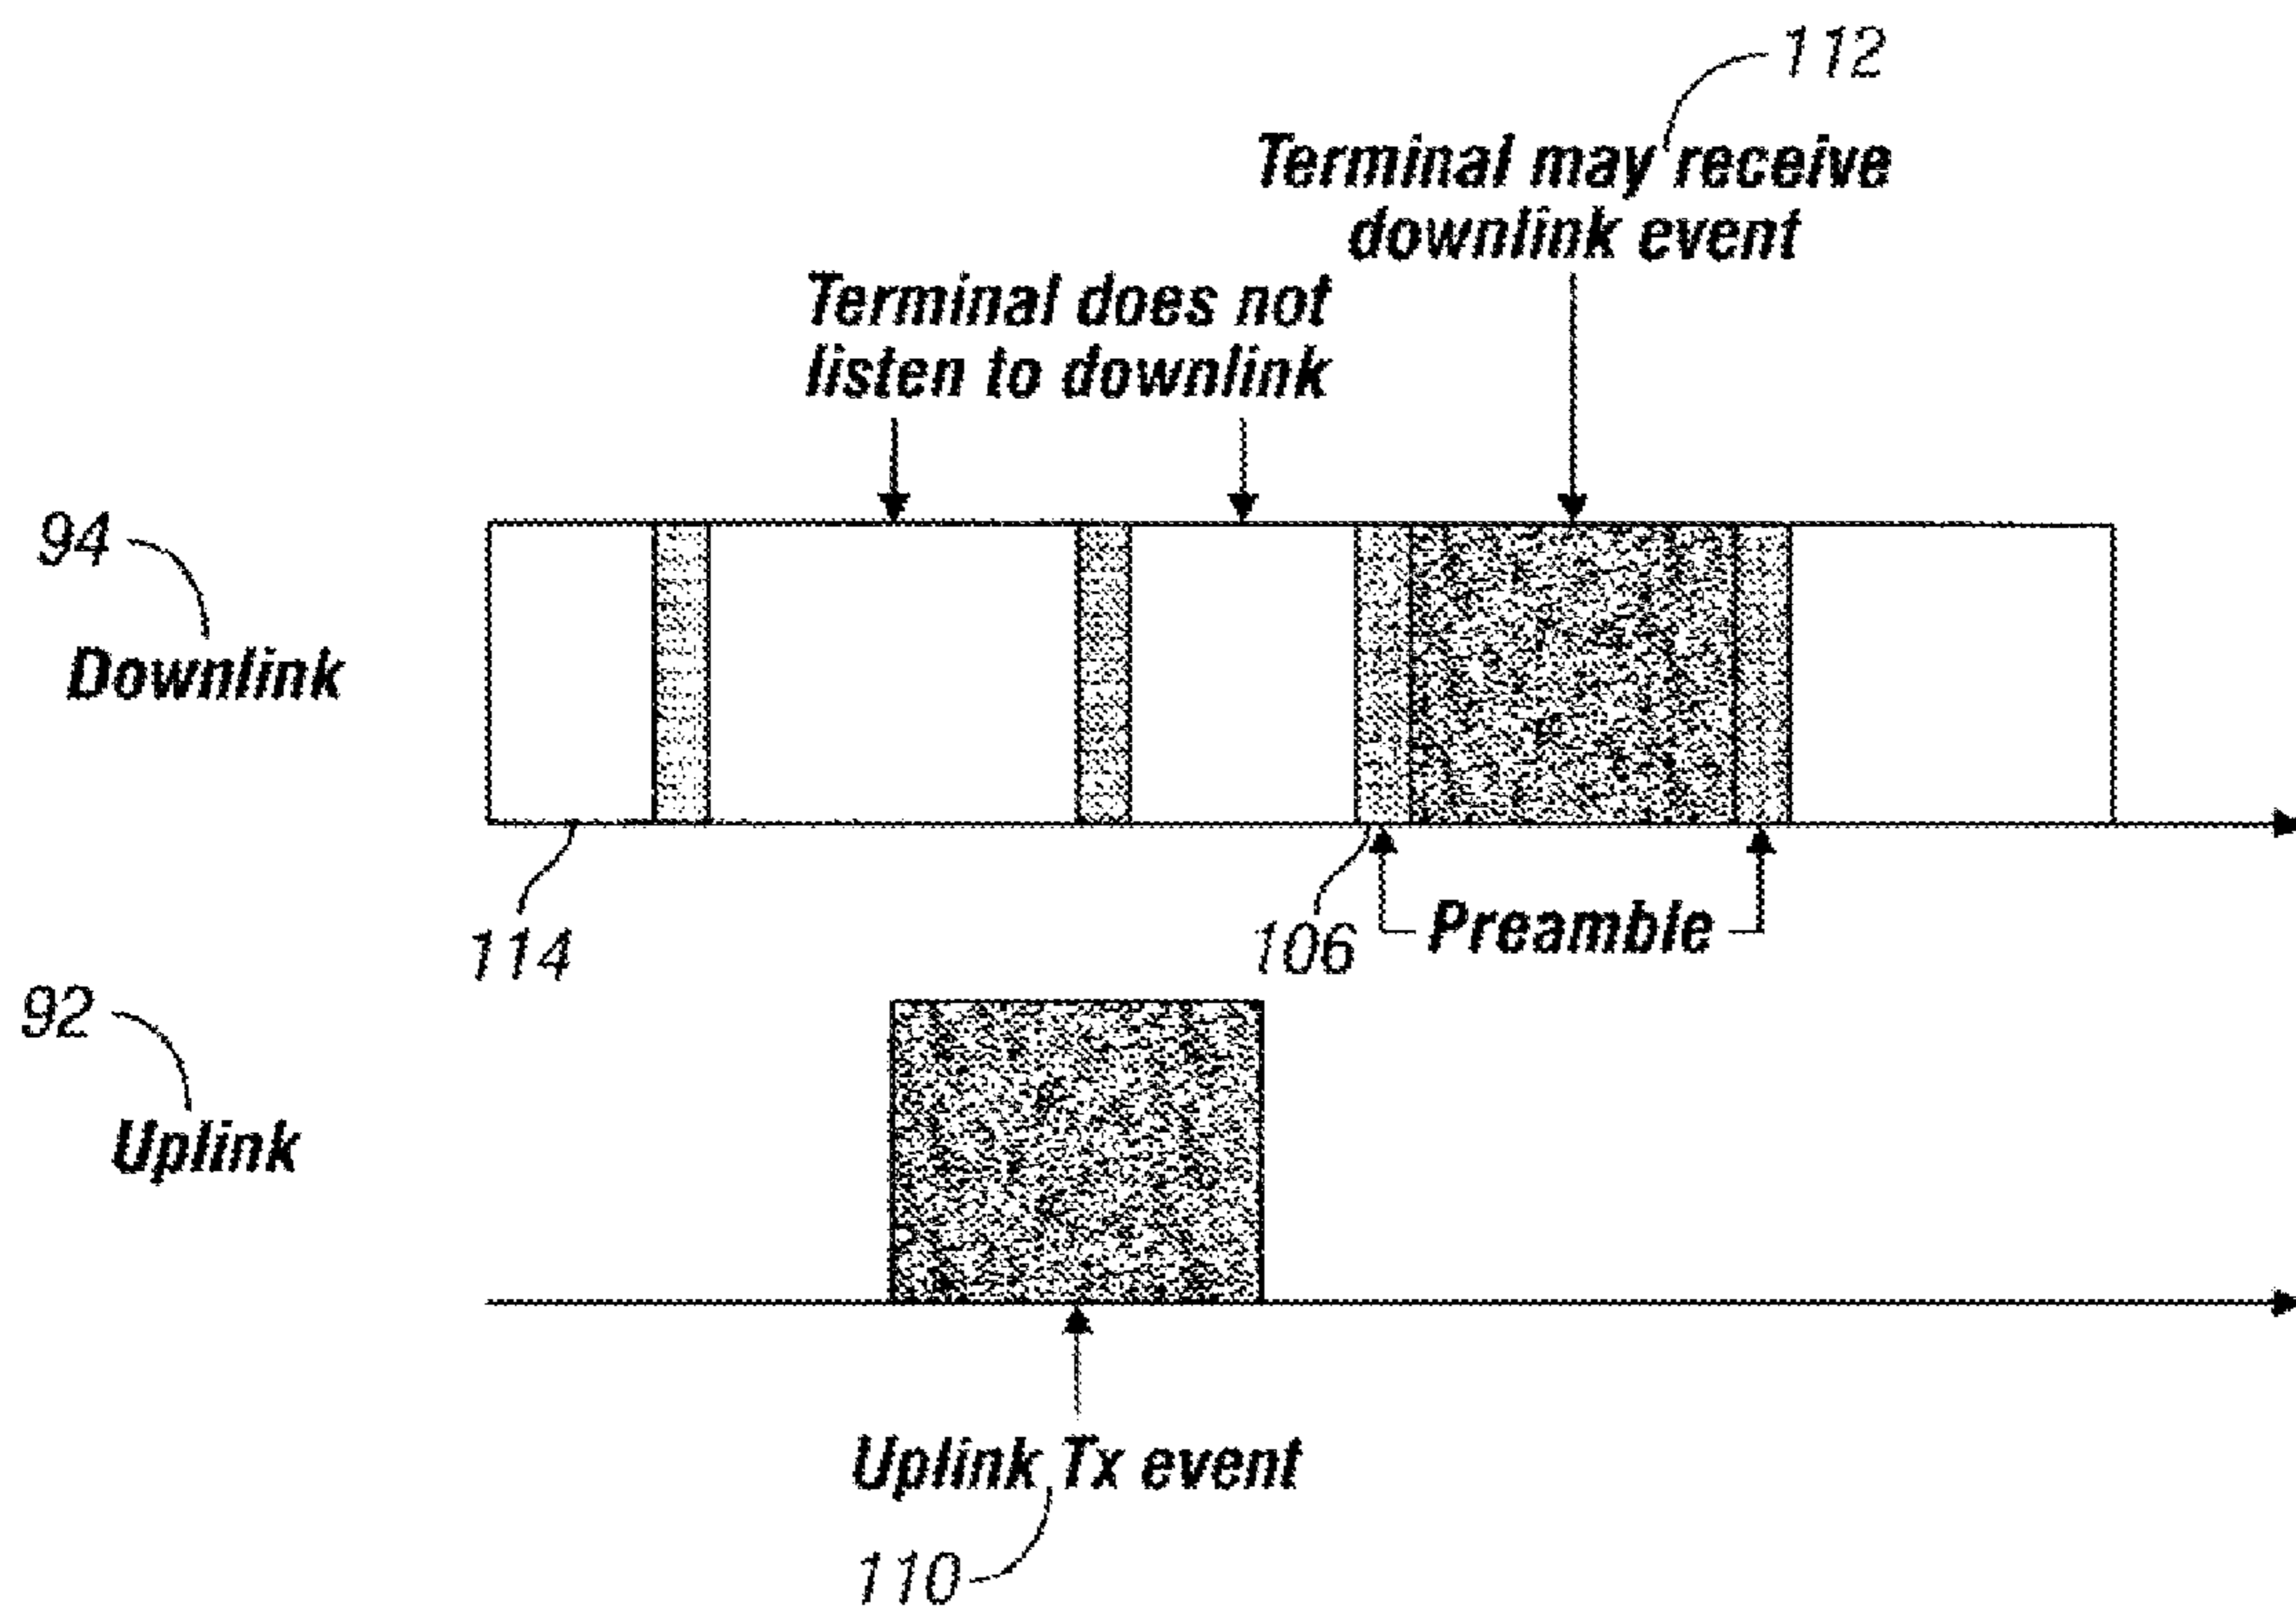 112
Terminal may receive
downlink event
Terminal does not
listen to downlink
94
Downlink
114
106
Preamble
92
Uplink
Uplink Tx event
110